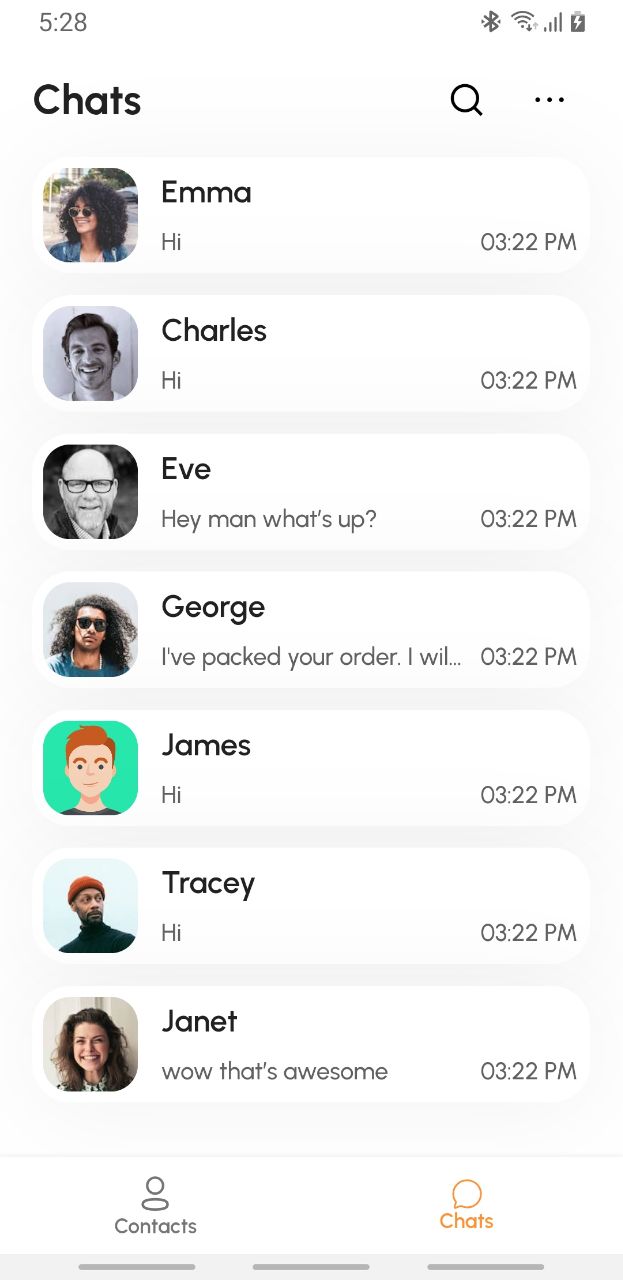 5:28
Chats
Emma
Hi 03:22 PM
Charles
Hi 03:22 PM
Eve
Hey man what's up? 03:22 PM
George
I've packed your order. I wil... 03:22 PM
James
Hi 03:22 PM
Tracey
Hi 03:22 PM
Janet
wow that's awesome 03:22 PM
Contacts Chats